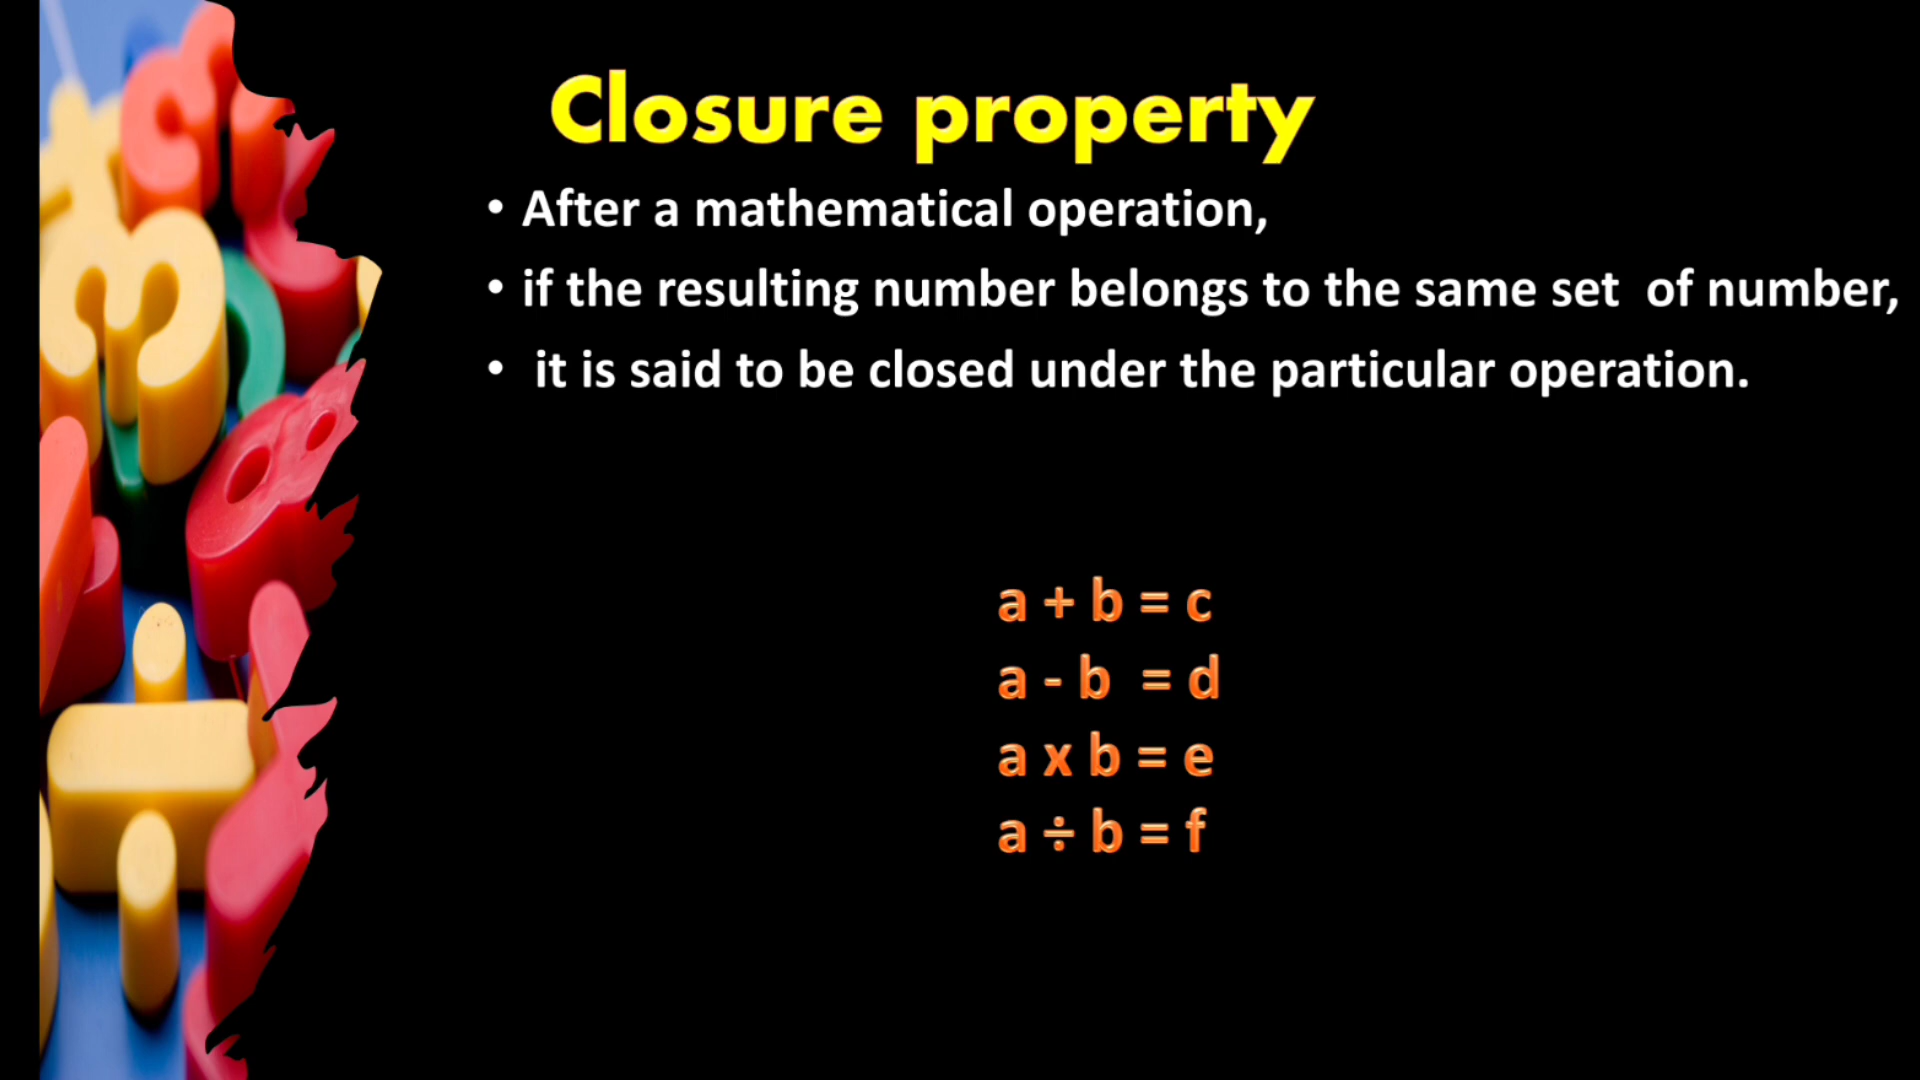 Closure property
• After a mathematical operation,
• if the resulting number belongs to the same set  of number,
•  it is said to be closed under the particular operation.
a + b = c
a - b  = d
a x b = e
a ÷ b = f